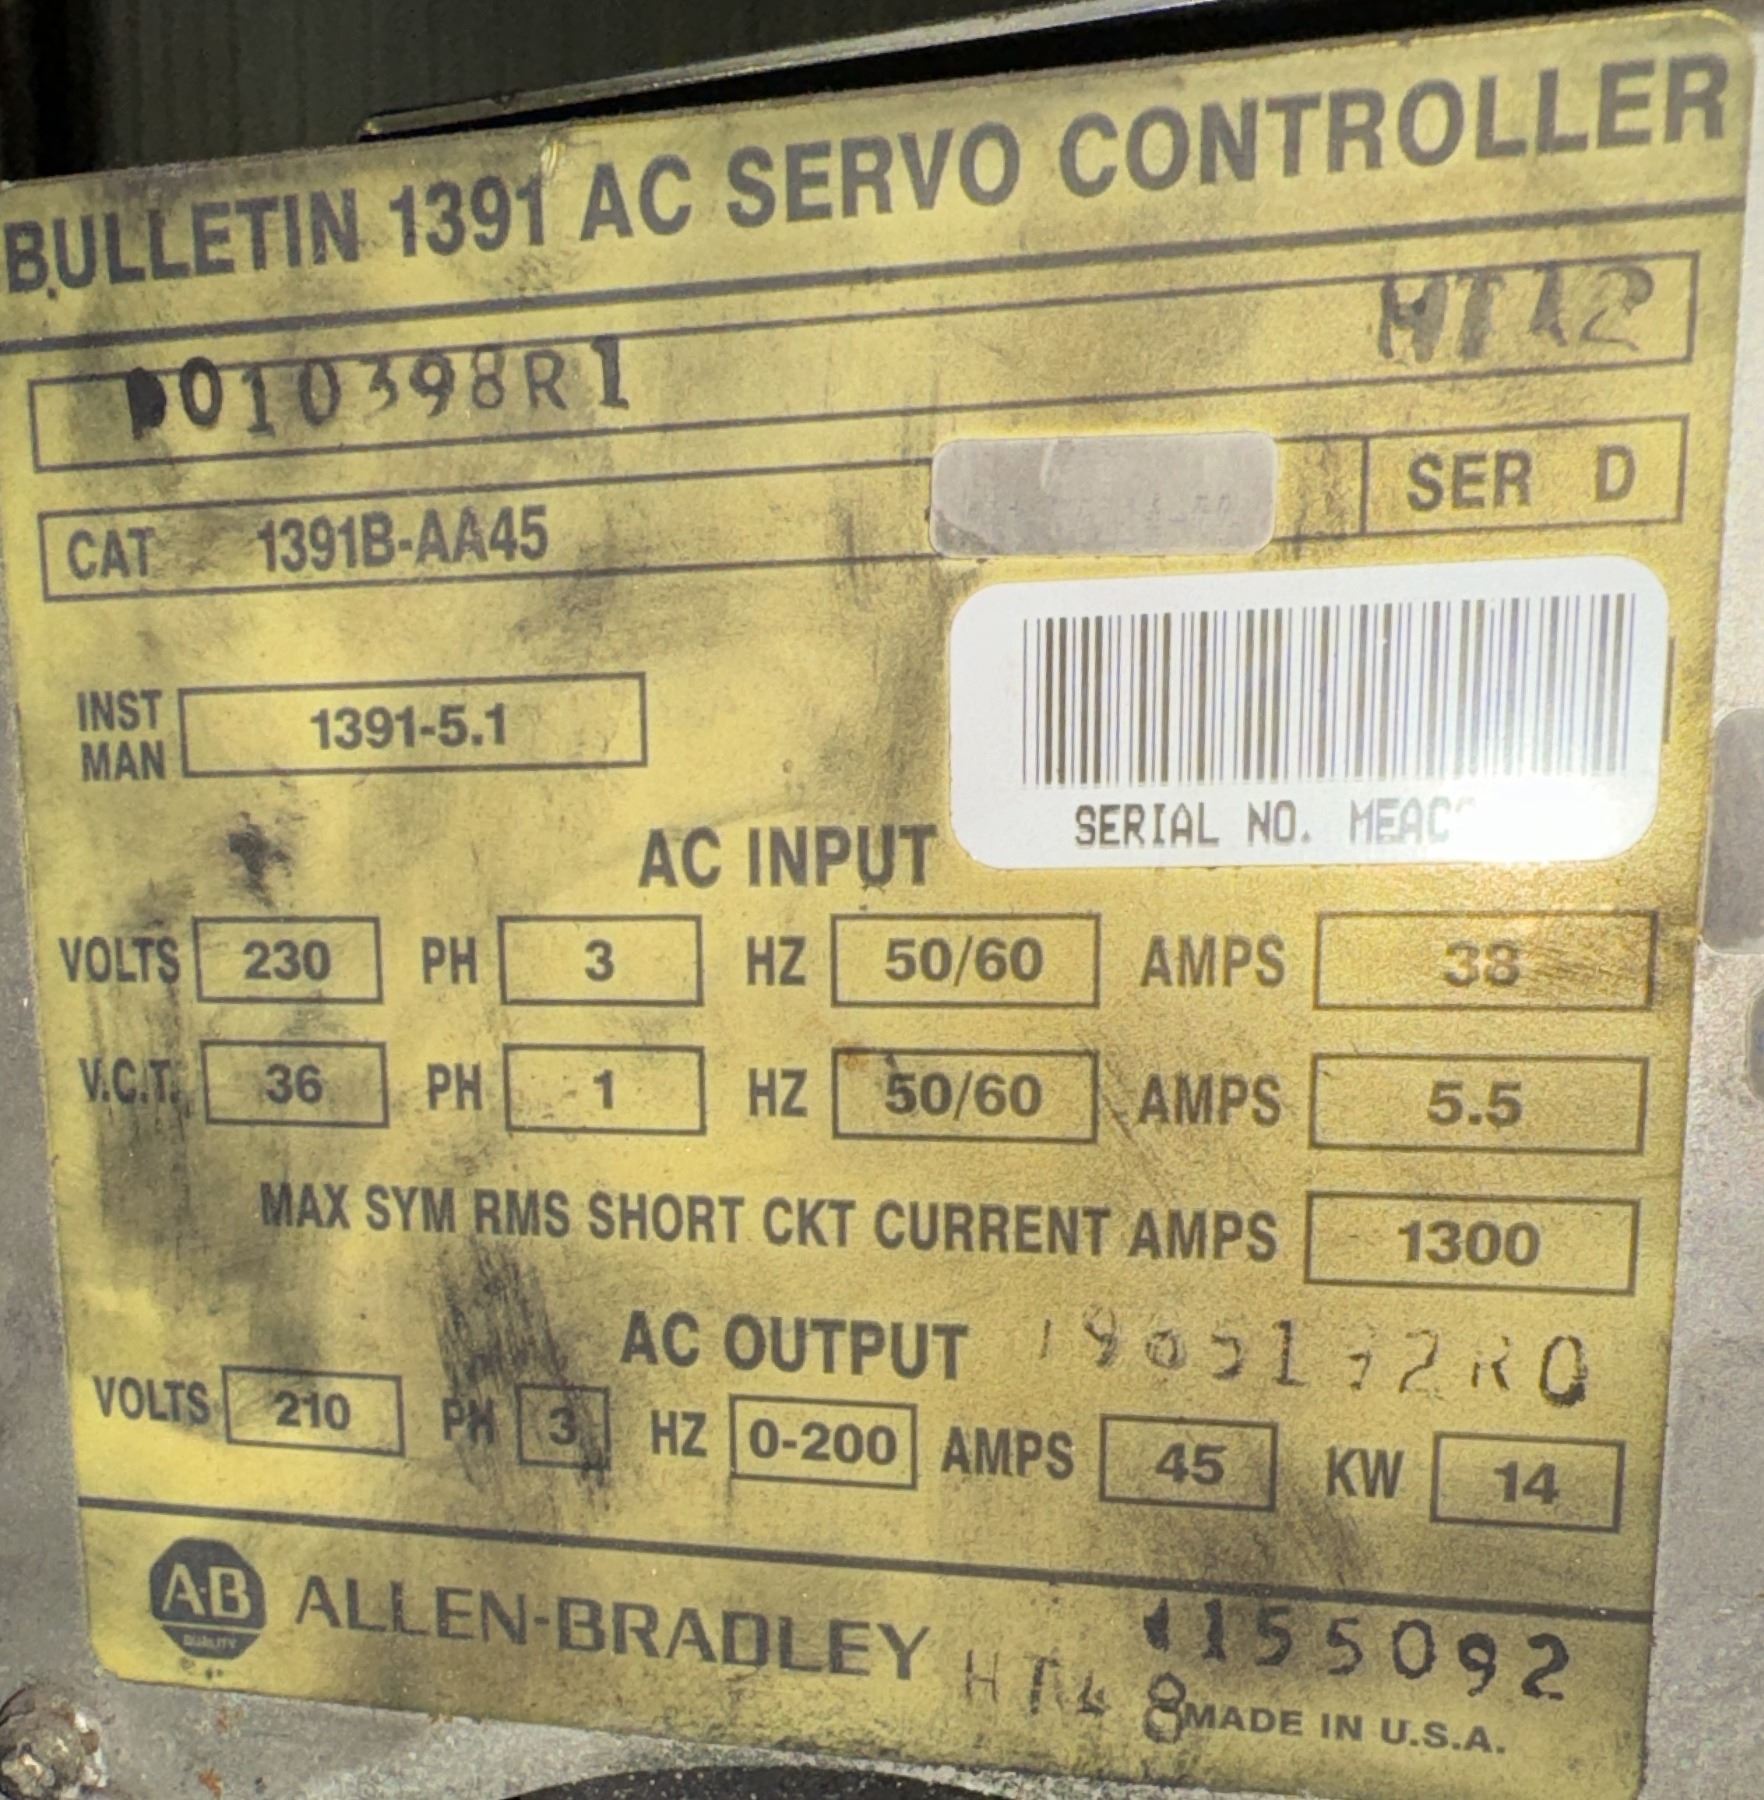 BULLETIN 1391 AC SERVO CONTROLLER
D010398R1
CAT 1391B-AA45 SER D
INST MAN 1391-5.1
SERIAL NO.
AC INPUT
VOLTS 230 PH 3 HZ 50/60 AMPS 38
V.C.T. 36 PH 1 HZ 50/60 AMPS 5.5
MAX SYM RMS SHORT CKT CURRENT AMPS 1300
AC OUTPUT
VOLTS 210 PH 3 HZ 0-200 AMPS 45 KW 14
A-B QUALITY
ALLEN-BRADLEY
1155092
MADE IN U.S.A.